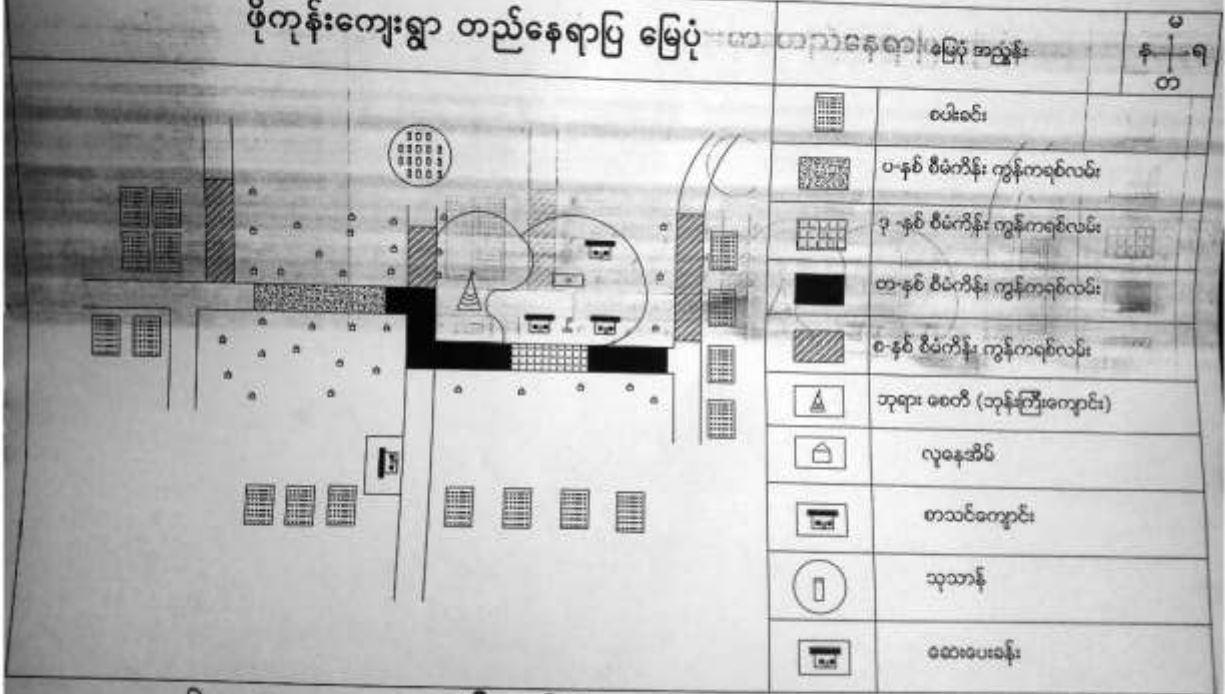 ဖိုကုန်းကျေးရွာ တည်နေရာပြ မြေပုံ
မြေပုံ အညွှန်း
မ
န ရ
တ
စပါးခင်း
ပ-နှစ် စီမံကိန်း ကွန်ကရစ်လမ်း
ဒု -နှစ် စီမံကိန်း ကွန်ကရစ်လမ်း
တ-နှစ် စီမံကိန်း ကွန်ကရစ်လမ်း
စ-နှစ် စီမံကိန်း ကွန်ကရစ်လမ်း
ဘုရား စေတီ (ဘုန်းကြီးကျောင်း)
လူနေအိမ်
စာသင်ကျောင်း
သုသာန်
ဆေးပေးခန်း